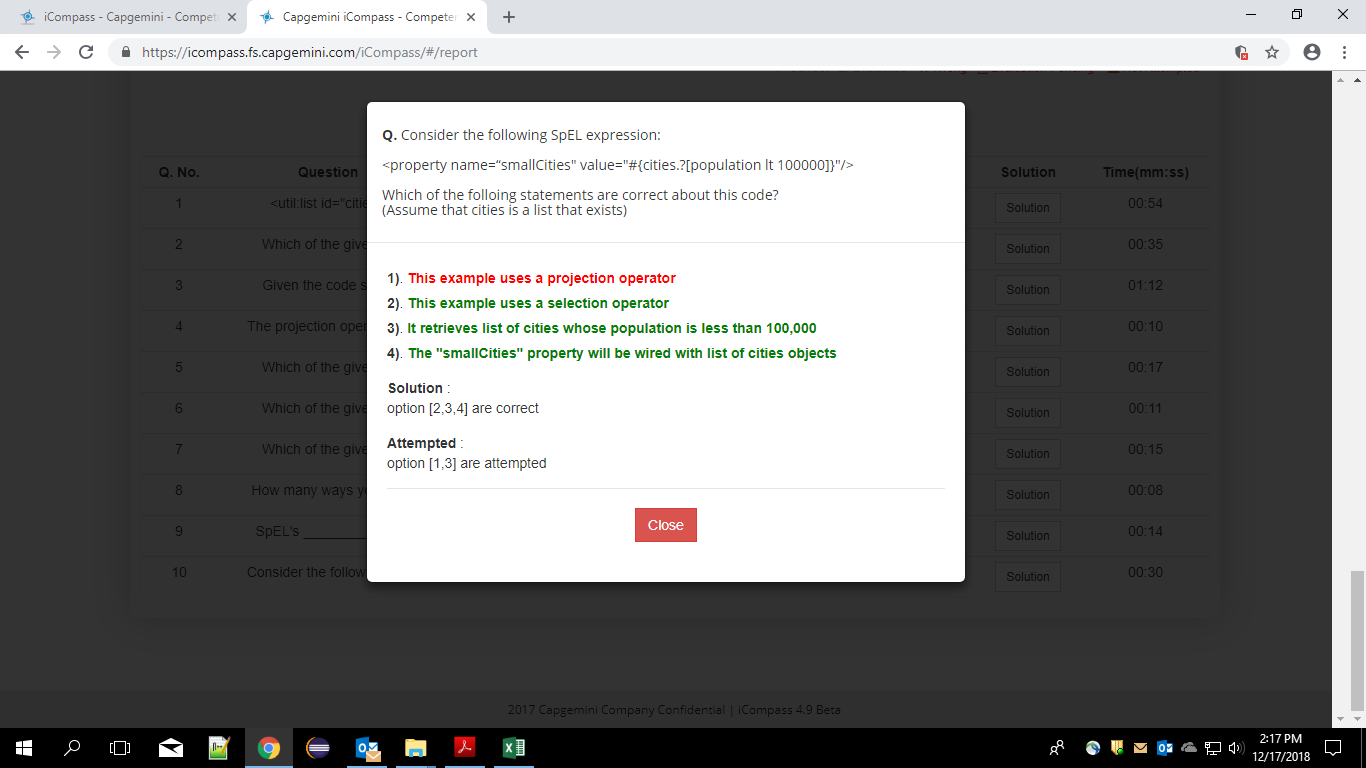 iCompass - Capgemini - Compet
Capgemini iCompass - Competen
https://icompass.fs.capgemini.com/iCompass/#/report
Q. Consider the following SpEL expression:
<property name=“smallCities" value="#{cities.?[population lt 100000]}"/>
Which of the folloing statements are correct about this code?
(Assume that cities is a list that exists)
1). This example uses a projection operator
2). This example uses a selection operator
3). It retrieves list of cities whose population is less than 100,000
4). The "smallCities" property will be wired with list of cities objects
Solution :
option [2,3,4] are correct
Attempted :
option [1,3] are attempted
Close
Q. No. Question Solution Time(mm:ss)
1 <util:list id="citie Solution 00:54
2 Which of the give Solution 00:35
3 Given the code s Solution 01:12
4 The projection oper Solution 00:10
5 Which of the give Solution 00:17
6 Which of the give Solution 00:11
7 Which of the give Solution 00:15
8 How many ways y Solution 00:08
9 SpEL's ________ Solution 00:14
10 Consider the follow Solution 00:30
2017 Capgemini Company Confidential | iCompass 4.9 Beta
2:17 PM
12/17/2018